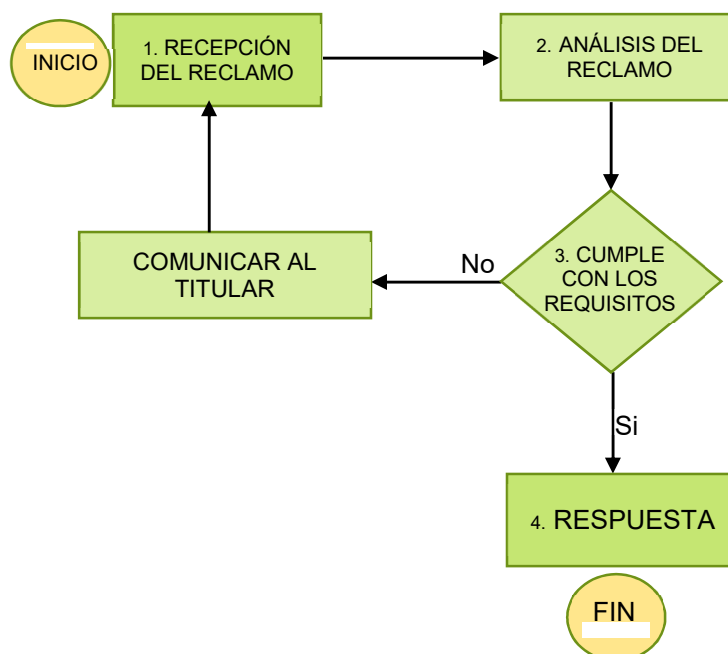 INICIO
1. RECEPCIÓN
DEL RECLAMO
2. ANÁLISIS DEL
RECLAMO
3. CUMPLE
CON LOS
REQUISITOS
No
COMUNICAR AL
TITULAR
Si
4. RESPUESTA
FIN